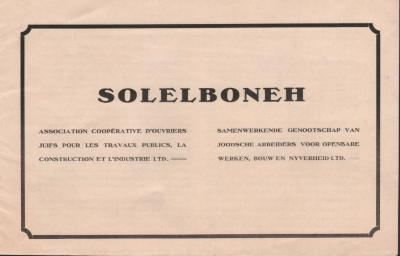 SOLELBONEH
ASSOCIATION COOPÉRATIVE D'OUVRIERS
JUIFS POUR LES TRAVAUX PUBLICS, LA
CONSTRUCTION ET L'INDUSTRIE LTD. —
SAMENWERKENDE GENOOTSCHAP VAN
JOODSCHE ARBEIDERS VOOR OPENBARE
WERKEN, BOUW EN NYVERHEID LTD. —